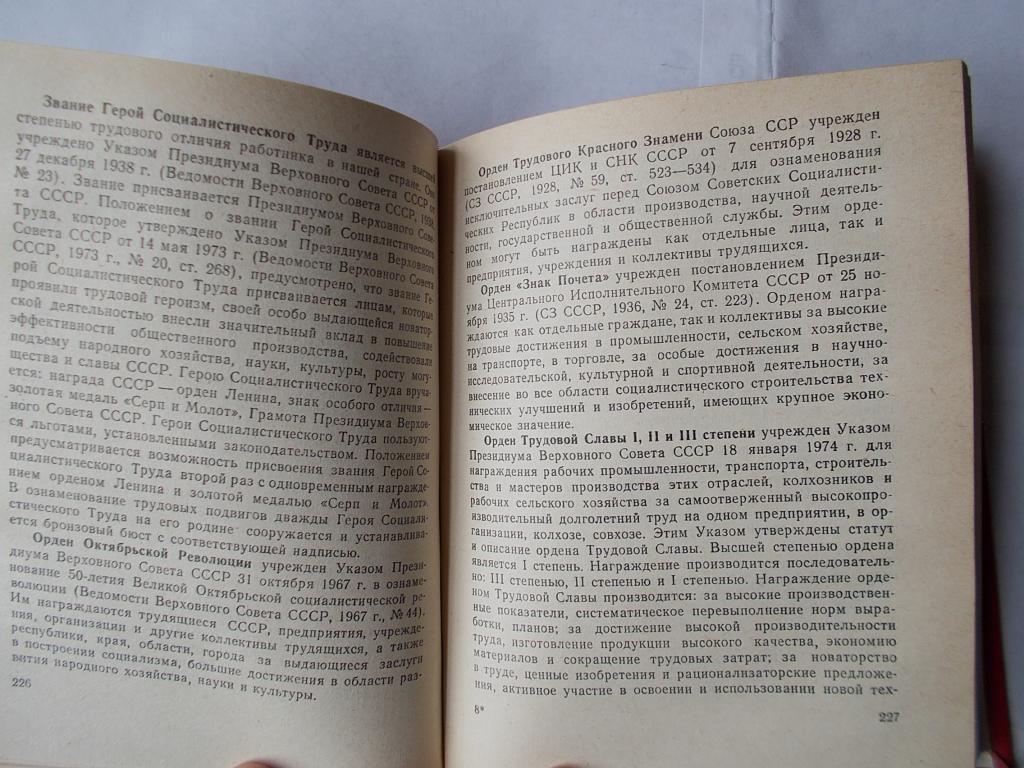 Звание Герой Социалистического Труда является высшей
степенью трудового отличия работника в нашей стране. Оно
учреждено Указом Президиума Верховного Совета СССР от
27 декабря 1938 г. (Ведомости Верховного Совета СССР, 1938,
№ 23). Звание присваивается Президиумом Верховного Сове-
та СССР. Положением о звании Герой Социалистического
Труда, которое утверждено Указом Президиума Верховного
Совета СССР от 14 мая 1973 г. (Ведомости Верховного Совета
СССР, 1973 г., № 20, ст. 268), предусмотрено, что звание Ге-
рой Социалистического Труда присваивается лицам, которые
проявили трудовой героизм, своей особо выдающейся новатор-
ской деятельностью внесли значительный вклад в повышение
эффективности общественного производства, содействовали
подъему народного хозяйства, науки, культуры, росту могу-
щества и славы СССР. Герою Социалистического Труда вруча-
ется: награда СССР — орден Ленина, знак особого отличия —
золотая медаль «Серп и Молот», Грамота Президиума Верхов-
ного Совета СССР. Герои Социалистического Труда пользуют-
ся льготами, установленными законодательством. Положением
предусматривается возможность присвоения звания Герой Со-
циалистического Труда второй раз с одновременным награжде-
нием орденом Ленина и золотой медалью «Серп и Молот».
В ознаменование трудовых подвигов дважды Героя Социали-
стического Труда на его родине сооружается и устанавлива-
ется бронзовый бюст с соответствующей надписью.
Орден Октябрьской Революции учрежден Указом Прези-
диума Верховного Совета СССР 31 октября 1967 г. в ознаме-
нование 50-летия Великой Октябрьской социалистической ре-
волюции (Ведомости Верховного Совета СССР, 1967 г., № 44).
Им награждаются трудящиеся СССР, предприятия, учрежде-
ния, организации и другие коллективы трудящихся, а также
республики, края, области, города за выдающиеся заслуги
в построении социализма, большие достижения в области раз-
вития народного хозяйства, науки и культуры.
226
Орден Трудового Красного Знамени Союза ССР учрежден
постановлением ЦИК и СНК СССР от 7 сентября 1928 г.
(СЗ СССР, 1928, № 59, ст. 523—534) для ознаменования
исключительных заслуг перед Союзом Советских Социалисти-
ческих Республик в области производства, научной деятель-
ности, государственной и общественной службы. Этим орде-
ном могут быть награждены как отдельные лица, так и
предприятия, учреждения и коллективы трудящихся.
Орден «Знак Почета» учрежден постановлением Президи-
ума Центрального Исполнительного Комитета СССР от 25 но-
ября 1935 г. (СЗ СССР, 1936, № 24, ст. 223). Орденом награ-
ждаются как отдельные граждане, так и коллективы за высокие
трудовые достижения в промышленности, сельском хозяйстве,
на транспорте, в торговле, за особые достижения в научно-
исследовательской, культурной и спортивной деятельности, за
внесение во все области социалистического строительства тех-
нических улучшений и изобретений, имеющих крупное эконо-
мическое значение.
Орден Трудовой Славы I, II и III степени учрежден Указом
Президиума Верховного Совета СССР 18 января 1974 г. для
награждения рабочих промышленности, транспорта, строитель-
ства и мастеров производства этих отраслей, колхозников и
рабочих сельского хозяйства за самоотверженный высокопро-
изводительный долголетний труд на одном предприятии, в ор-
ганизации, колхозе, совхозе. Этим Указом утверждены статут
и описание ордена Трудовой Славы. Высшей степенью ордена
является I степень. Награждение производится последователь-
но: III степенью, II степенью и I степенью. Награждение орде-
ном Трудовой Славы производится: за высокие производствен-
ные показатели, систематическое перевыполнение норм выра-
ботки, планов; за достижение высокой производительности
труда, изготовление продукции высокого качества, экономию
материалов и сокращение трудовых затрат; за новаторство
в труде, ценные изобретения и рационализаторские предложе-
ния, активное участие в освоении и использовании новой тех-
8*
227